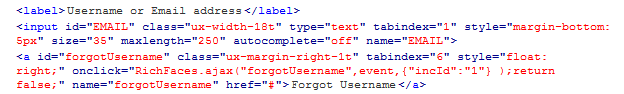 <label>Username or Email address</label>
<input id="EMAIL" class="ux-width-18t" type="text" tabindex="1" style="margin-bottom:
5px" size="35" maxlength="250" autocomplete="off" name="EMAIL">
<a id="forgotUsername" class="ux-margin-right-1t" tabindex="6" style="float:
right;" onclick="RichFaces.ajax("forgotUsername",event,{"incId":"1"} );return
false;" name="forgotUsername" href="#">Forgot Username</a>